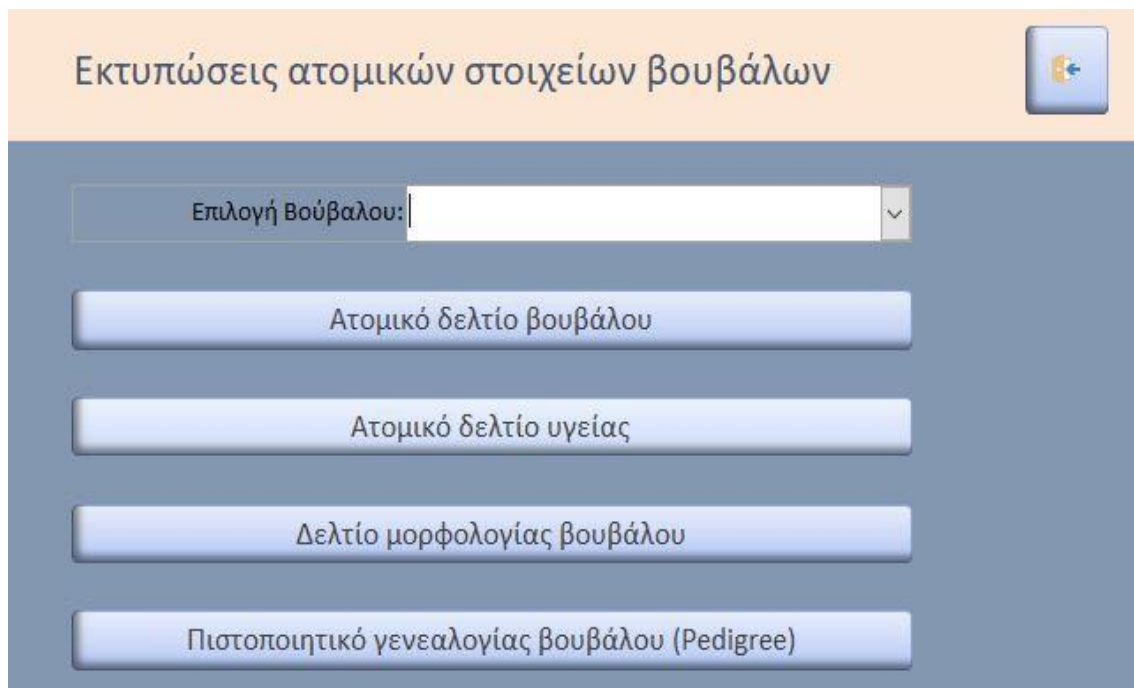 Εκτυπώσεις ατομικών στοιχείων βουβάλων
Επιλογή Βούβαλου:
Ατομικό δελτίο βουβάλου
Ατομικό δελτίο υγείας
Δελτίο μορφολογίας βουβάλου
Πιστοποιητικό γενεαλογίας βουβάλου (Pedigree)